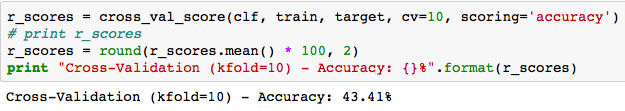 r_scores = cross_val_score(clf, train, target, cv=10, scoring='accuracy')
# print r_scores
r_scores = round(r_scores.mean() * 100, 2)
print "Cross-Validation (kfold=10) - Accuracy: {}%".format(r_scores)
Cross-Validation (kfold=10) - Accuracy: 43.41%